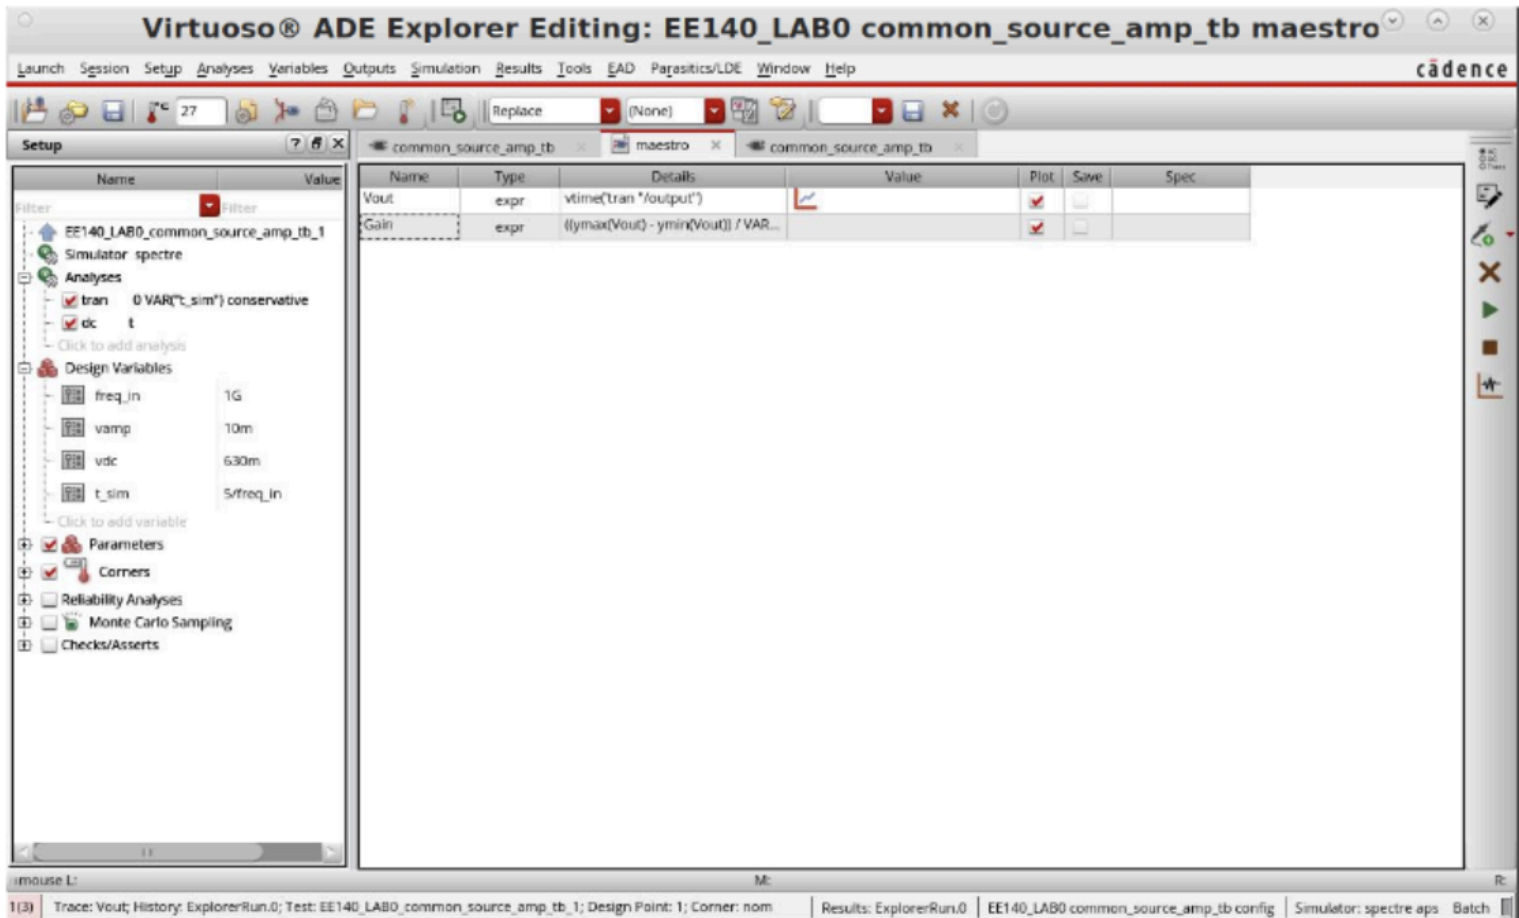 Virtuoso® ADE Explorer Editing: EE140_LAB0 common_source_amp_tb maestro
Launch Session Setup Analyses Variables Outputs Simulation Results Tools EAD Parasitics/LDE Window Help cādence
27 Replace (None)
Setup ? X common_source_amp_tb × maestro × common_source_amp_tb ×
Name Value Name Type Details Value Plot Save Spec
Filter Filter
Vout expr vtime('tran "/output")
Gain expr ((ymax(Vout) - ymin(Vout)) / VAR...
EE140_LAB0_common_source_amp_tb_1
Simulator spectre
Analyses
tran 0 VAR("t_sim") conservative
dc t
Click to add analysis
Design Variables
freq_in 1G
vamp 10m
vdc 630m
t_sim 5/freq_in
Click to add variable
Parameters
Corners
Reliability Analyses
Monte Carlo Sampling
Checks/Asserts
mouse L: M: R:
1(3) Trace: Vout; History: ExplorerRun.0; Test: EE140_LAB0_common_source_amp_tb_1; Design Point: 1; Corner: nom Results: ExplorerRun.0 EE140_LAB0 common_source_amp_tb config Simulator: spectre aps Batch